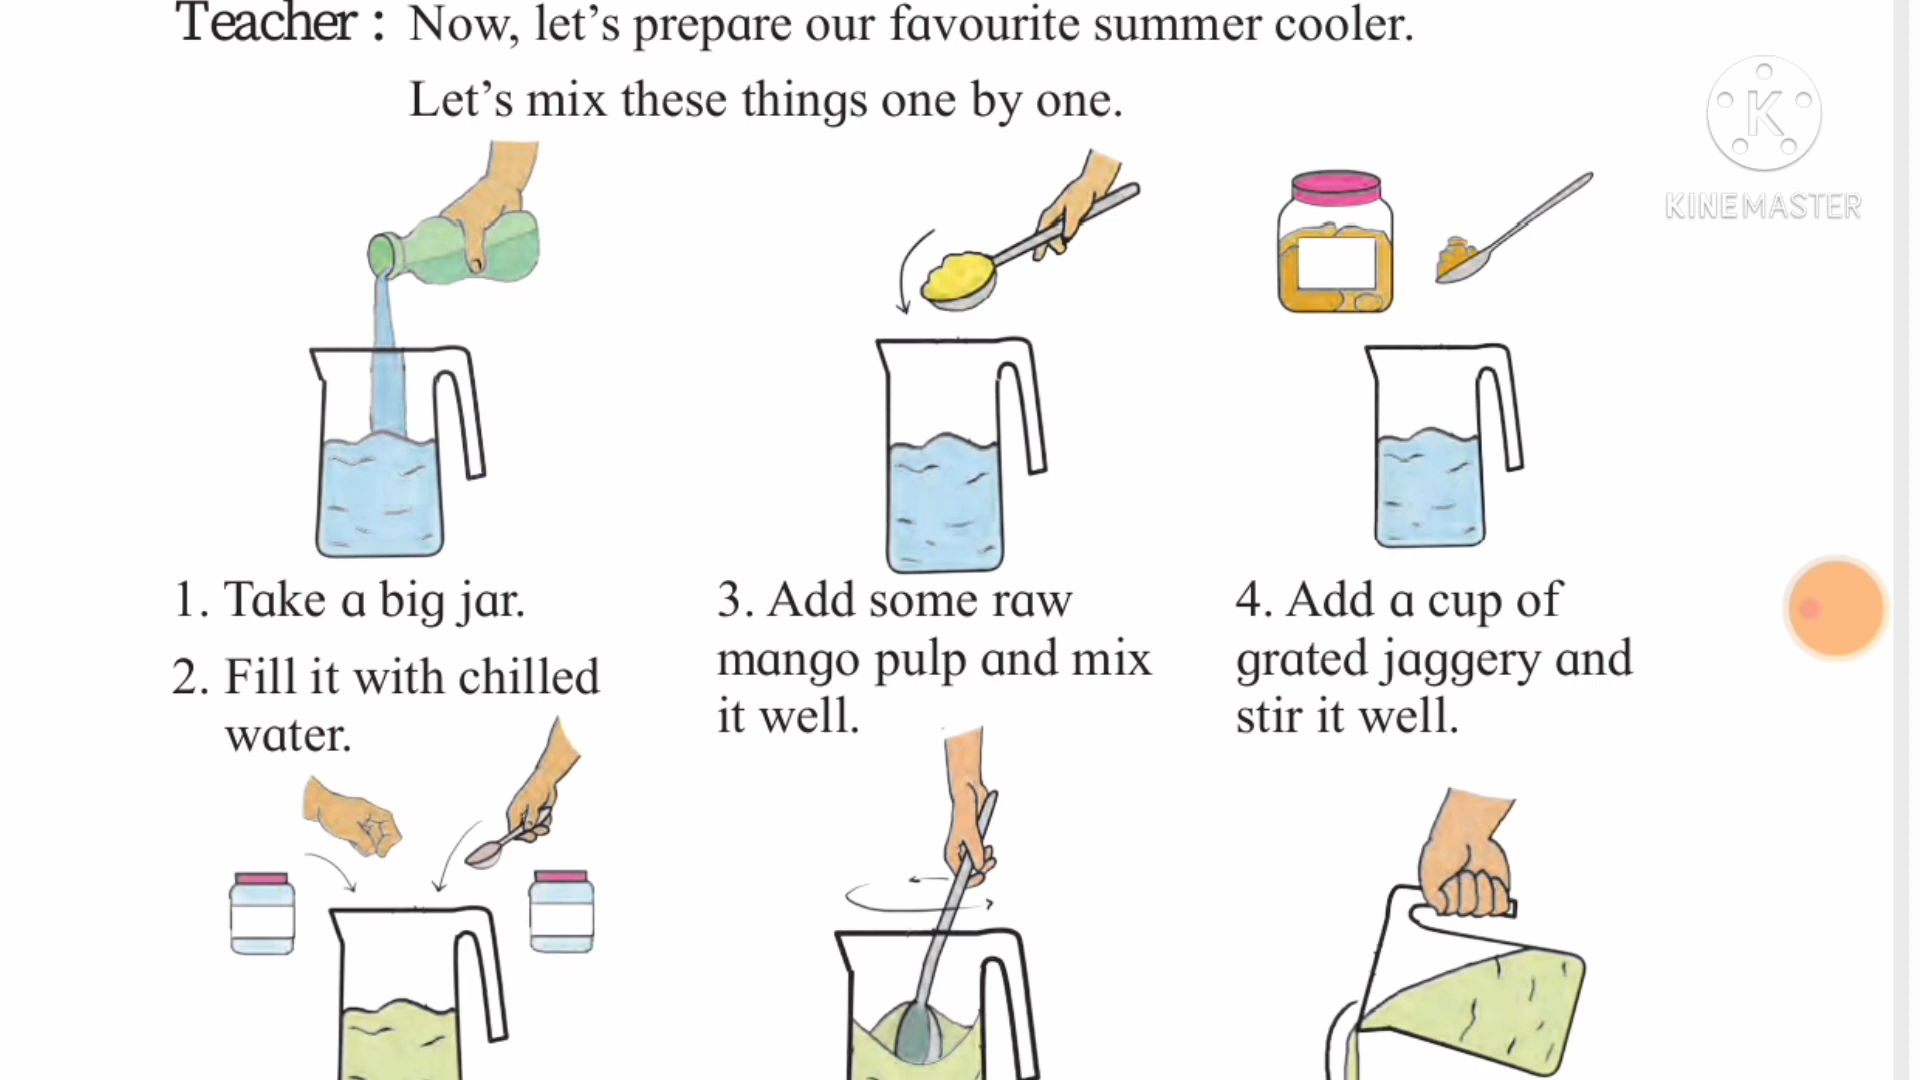 Teacher : Now, let’s prepare our favourite summer cooler.
Let’s mix these things one by one.
K
KINEMASTER
1. Take a big jar.
2. Fill it with chilled
water.
3. Add some raw
mango pulp and mix
it well.
4. Add a cup of
grated jaggery and
stir it well.